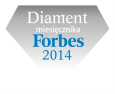 Diament
miesięcznika
Forbes
2014